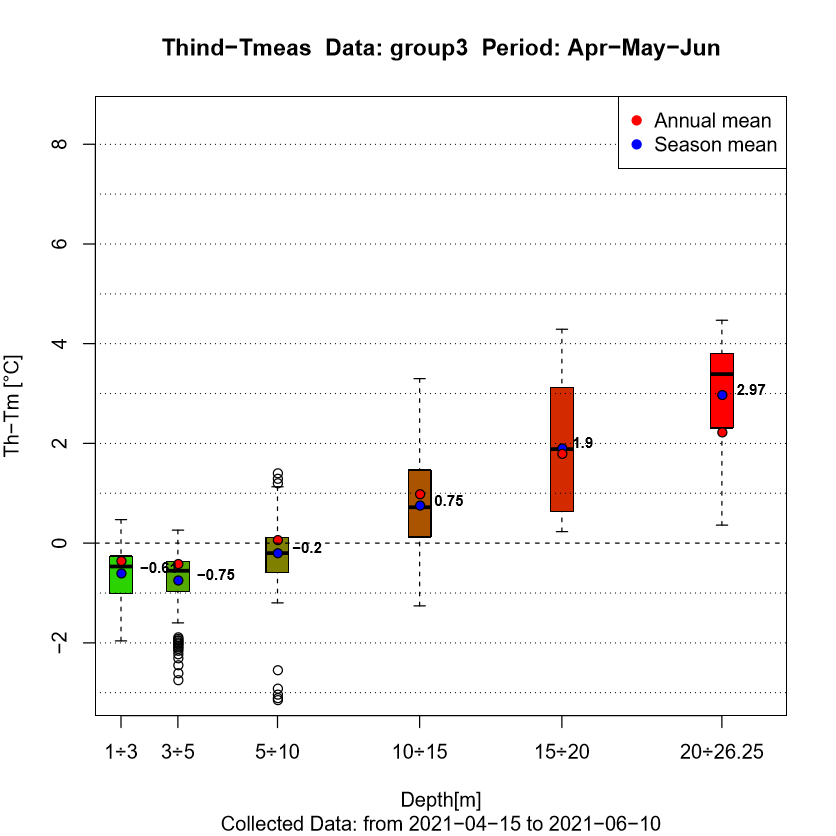 Thind−Tmeas Data: group3 Period: Apr−May−Jun
Annual mean
Season mean
8
6
4
2
0
−2
Th−Tm [°C]
−0.75
−0.2
0.75
1.9
2.97
1÷3 3÷5 5÷10 10÷15 15÷20 20÷26.25
Depth[m]
Collected Data: from 2021−04−15 to 2021−06−10